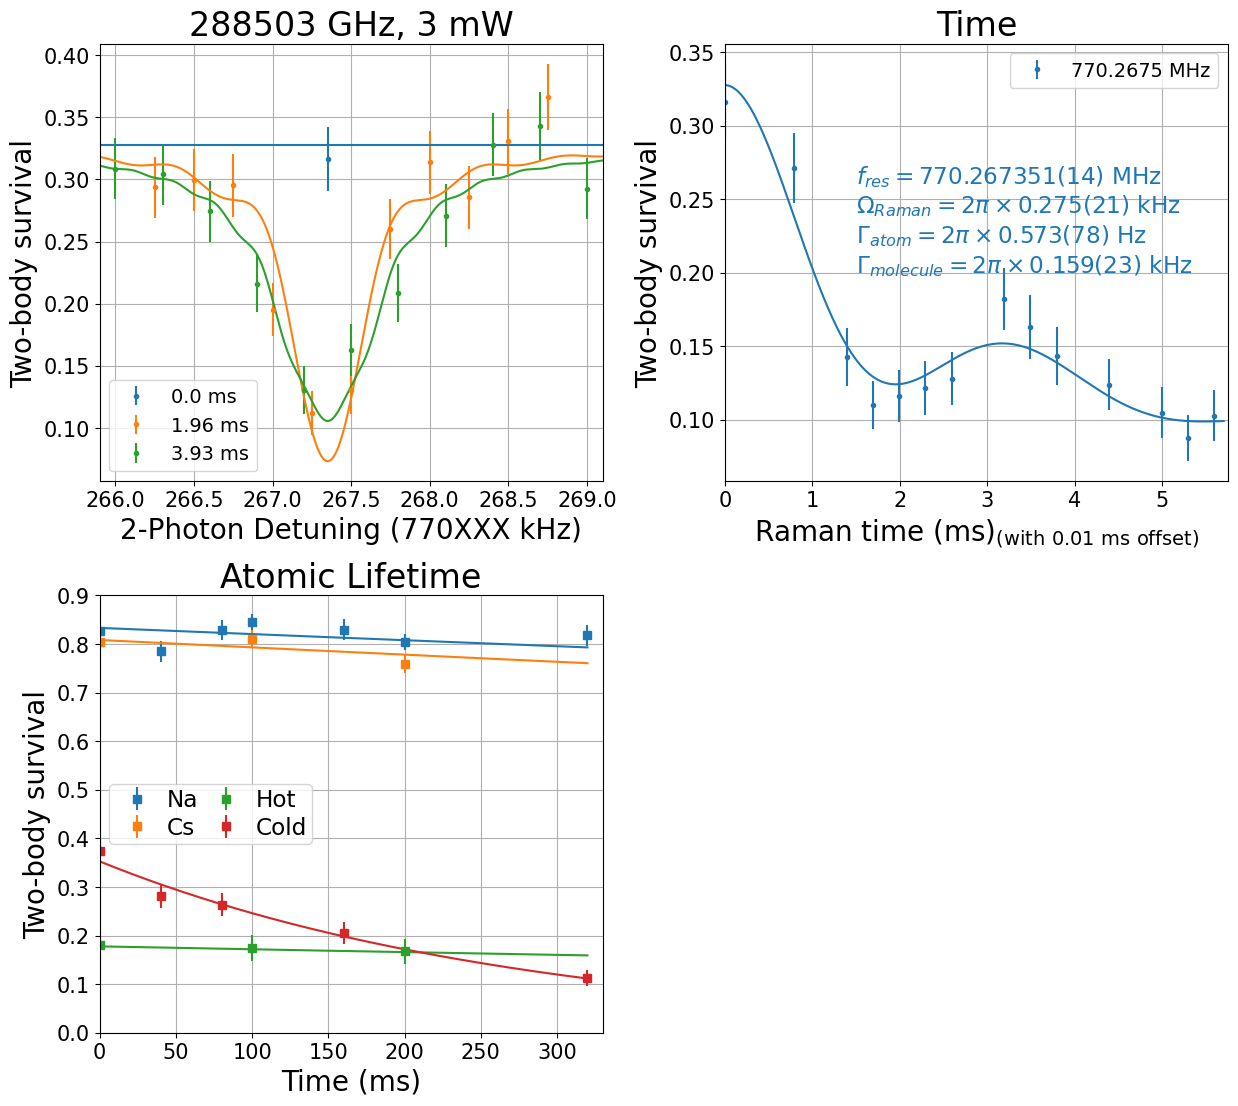 288503 GHz, 3 mW
Two-body survival
0.40
0.35
0.30
0.25
0.20
0.15
0.10
0.0 ms
1.96 ms
3.93 ms
266.0 266.5 267.0 267.5 268.0 268.5 269.0
2-Photon Detuning (770XXX kHz)
Time
Two-body survival
0.35
0.30
0.25
0.20
0.15
0.10
770.2675 MHz
f_res = 770.267351(14) MHz
Ω_Raman = 2π × 0.275(21) kHz
Γ_atom = 2π × 0.573(78) Hz
Γ_molecule = 2π × 0.159(23) kHz
0 1 2 3 4 5
Raman time (ms)(with 0.01 ms offset)
Atomic Lifetime
Two-body survival
0.9
0.8
0.7
0.6
0.5
0.4
0.3
0.2
0.1
0.0
Na Hot
Cs Cold
0 50 100 150 200 250 300
Time (ms)